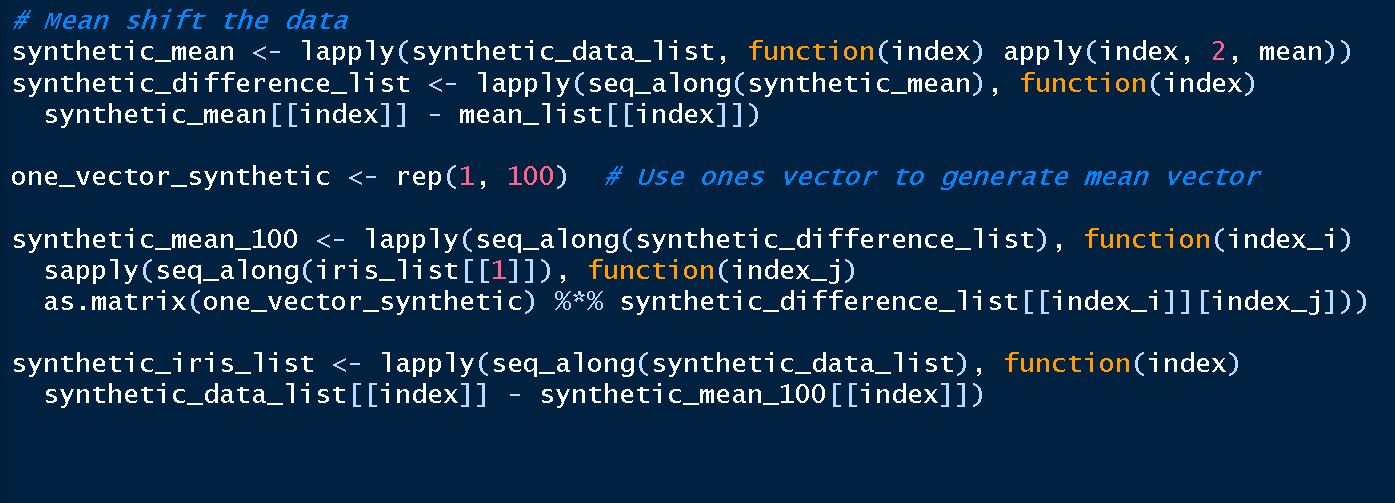 # Mean shift the data
synthetic_mean <- lapply(synthetic_data_list, function(index) apply(index, 2, mean))
synthetic_difference_list <- lapply(seq_along(synthetic_mean), function(index)
  synthetic_mean[[index]] - mean_list[[index]])
one_vector_synthetic <- rep(1, 100)  # Use ones vector to generate mean vector
synthetic_mean_100 <- lapply(seq_along(synthetic_difference_list), function(index_i)
  sapply(seq_along(iris_list[[1]]), function(index_j)
  as.matrix(one_vector_synthetic) %*% synthetic_difference_list[[index_i]][index_j]))
synthetic_iris_list <- lapply(seq_along(synthetic_data_list), function(index)
  synthetic_data_list[[index]] - synthetic_mean_100[[index]])